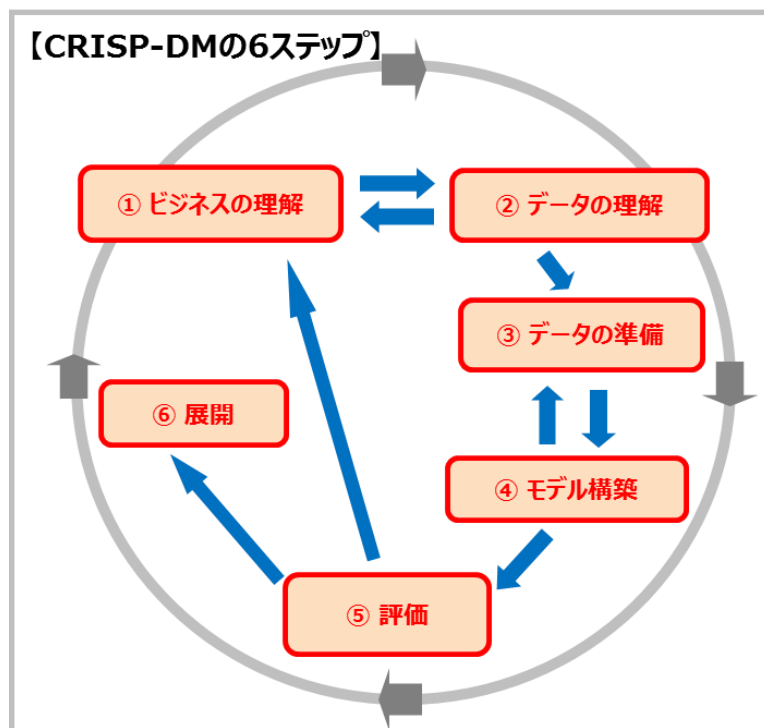 【CRISP-DMの6ステップ】
① ビジネスの理解
② データの理解
③ データの準備
⑥ 展開
④ モデル構築
⑤ 評価